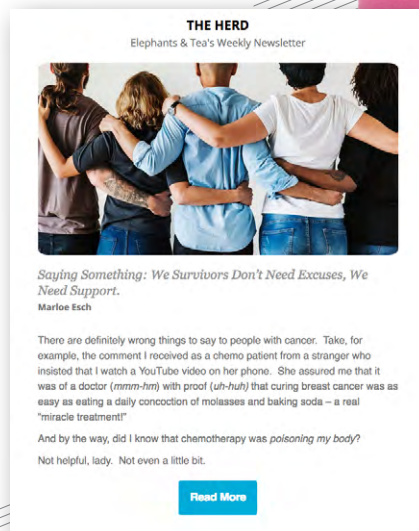 THE HERD
Elephants & Tea's Weekly Newsletter
Saying Something: We Survivors Don't Need Excuses, We
Need Support.
Marloe Esch
There are definitely wrong things to say to people with cancer.  Take, for
example, the comment I received as a chemo patient from a stranger who
insisted that I watch a YouTube video on her phone.  She assured me that it
was of a doctor (mmm-hm) with proof (uh-huh) that curing breast cancer was as
easy as eating a daily concoction of molasses and baking soda – a real
"miracle treatment!"
And by the way, did I know that chemotherapy was poisoning my body?
Not helpful, lady.  Not even a little bit.
Read More